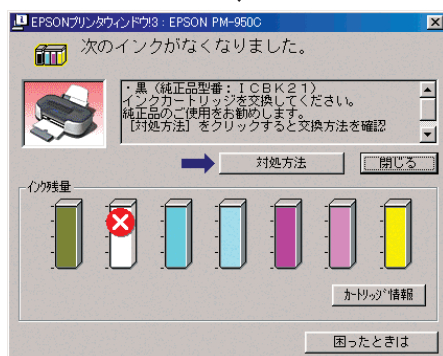 EPSONプリンタウィンドウ!3 : EPSON PM-950C
次のインクがなくなりました。
・黒（純正品型番：ＩＣＢＫ２１）
インクカートリッジを交換してください。
純正品のご使用をお勧めします。
［対処方法］をクリックすると交換方法を確認
対処方法
閉じる
インク残量
カートリッジ情報
困ったときは